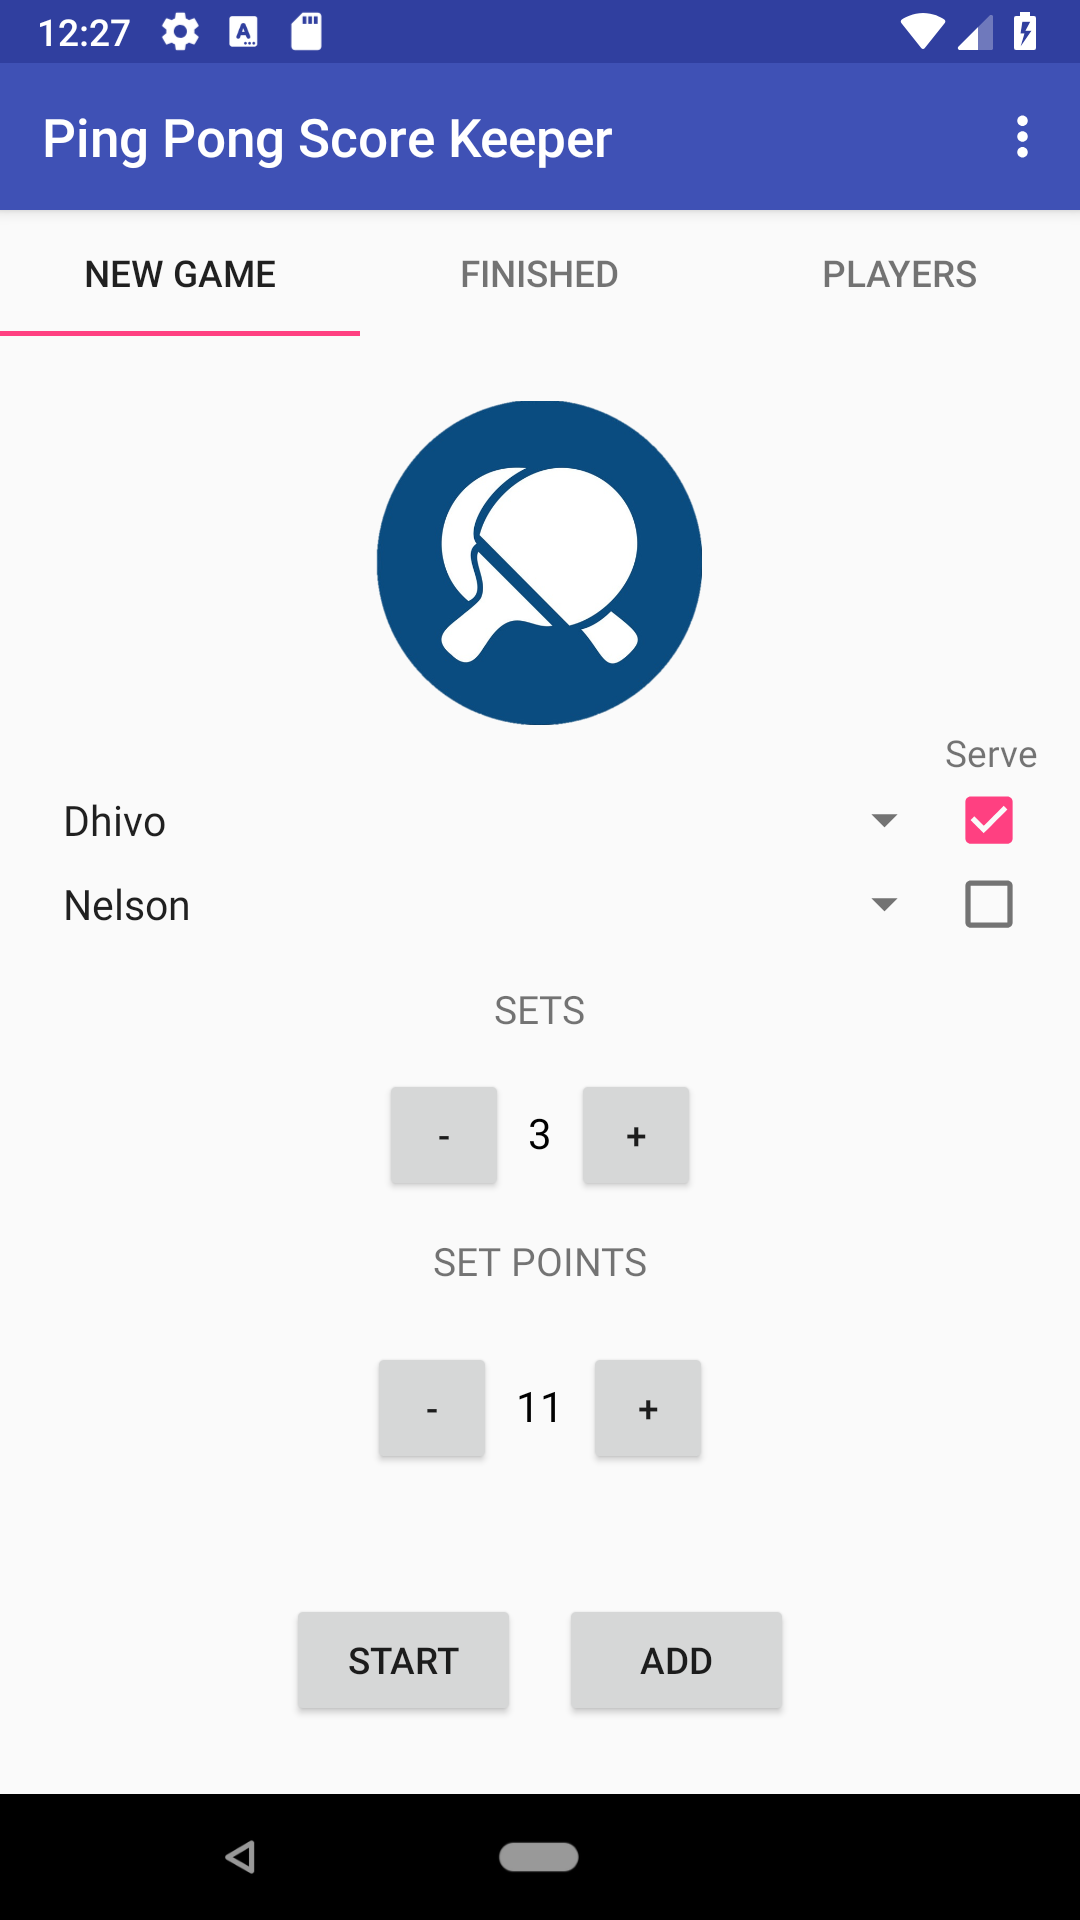 12:27
Ping Pong Score Keeper
NEW GAME FINISHED PLAYERS
Serve
Dhivo
Nelson
SETS
- 3 +
SET POINTS
- 11 +
START ADD